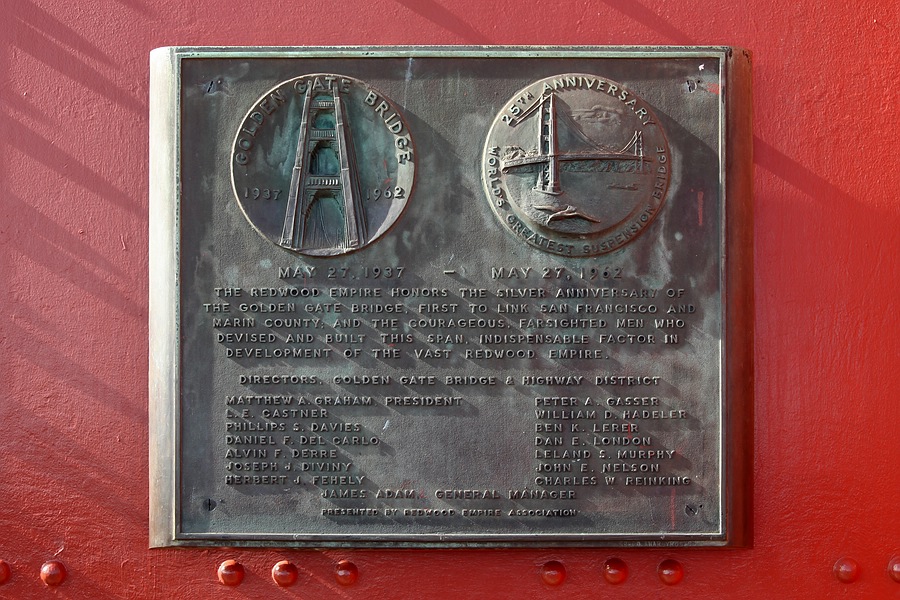 GOLDEN GATE BRIDGE
1937 1962
25TH ANNIVERSARY
WORLD'S GREATEST SUSPENSION BRIDGE
MAY 27, 1937 — MAY 27, 1962
THE REDWOOD EMPIRE HONORS THE SILVER ANNIVERSARY OF
THE GOLDEN GATE BRIDGE, FIRST TO LINK SAN FRANCISCO AND
MARIN COUNTY, AND THE COURAGEOUS, FARSIGHTED MEN WHO
DEVISED AND BUILT THIS SPAN, INDISPENSABLE FACTOR IN
DEVELOPMENT OF THE VAST REDWOOD EMPIRE.
DIRECTORS, GOLDEN GATE BRIDGE & HIGHWAY DISTRICT
MATTHEW A. GRAHAM PRESIDENT
L. E. CASTNER
PHILLIPS S. DAVIES
DANIEL F. DEL CARLO
ALVIN F. DERRE
JOSEPH J. DIVINY
HERBERT J. FEHELY
PETER A. GASSER
WILLIAM D. HADELER
BEN K. LERER
DAN E. LONDON
LELAND S. MURPHY
JOHN E. NELSON
CHARLES W REINKING
JAMES ADAM, GENERAL MANAGER
PRESENTED BY REDWOOD EMPIRE ASSOCIATION